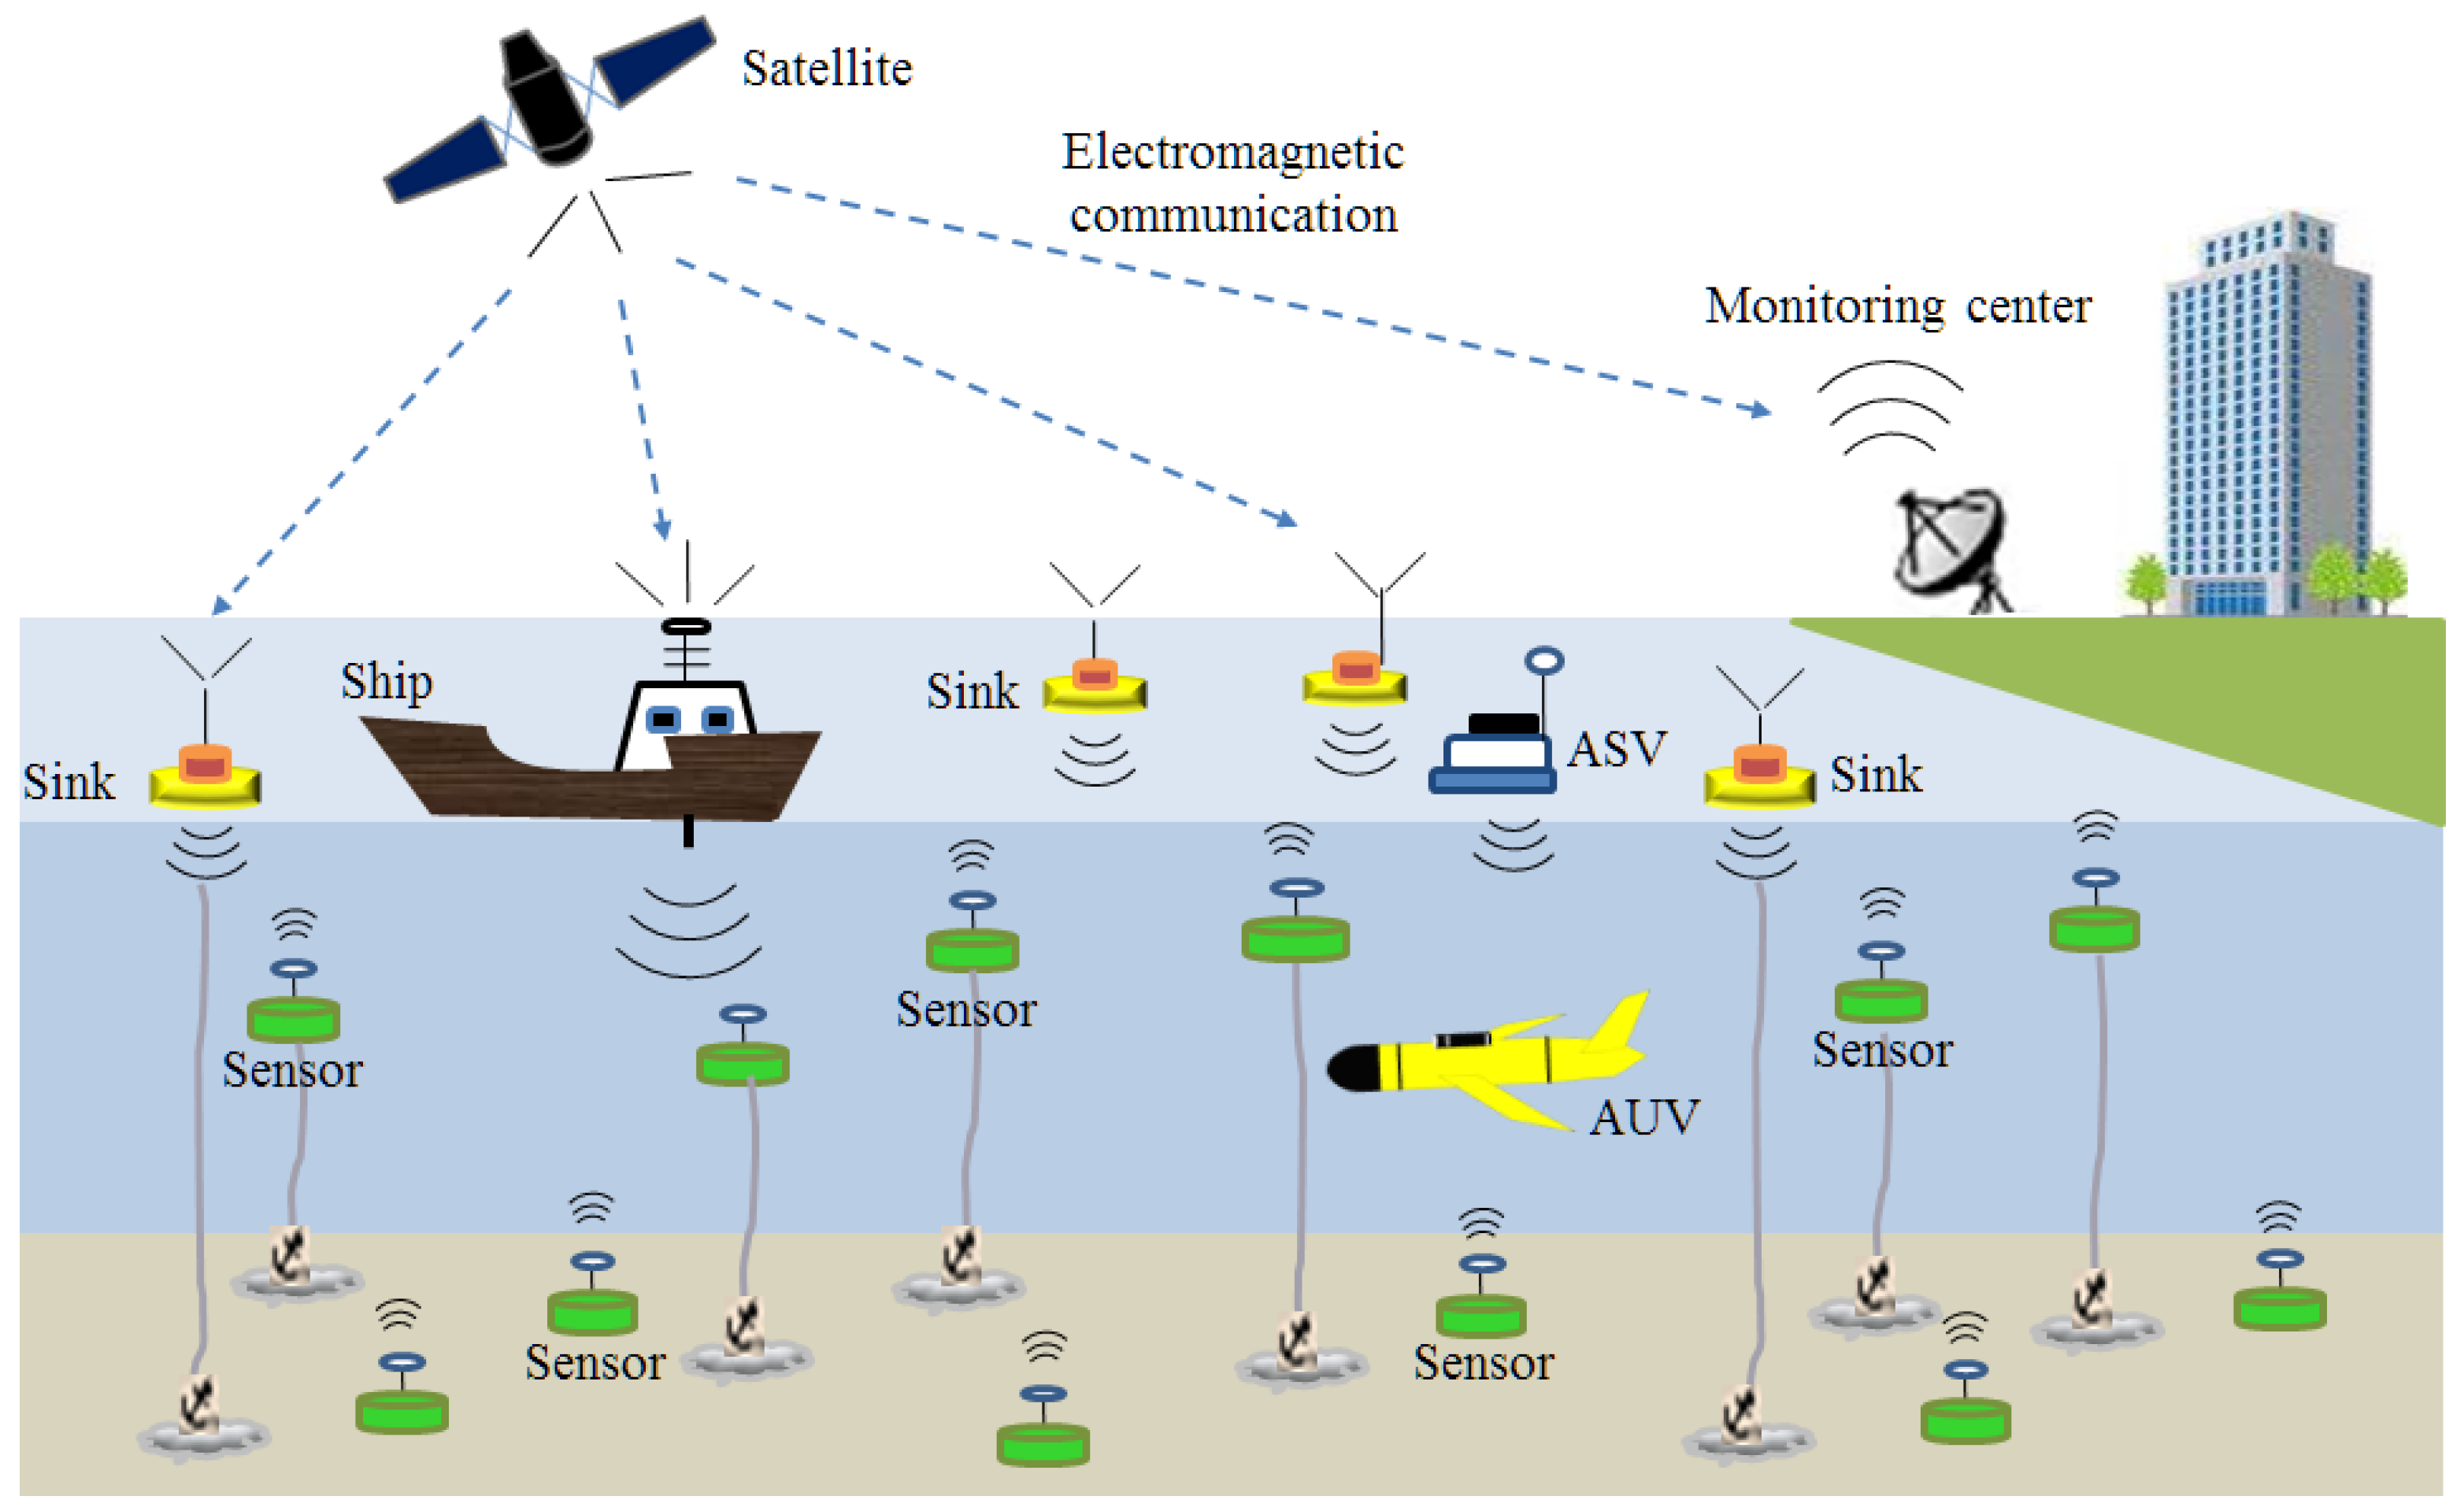 Satellite
Electromagnetic
communication
Monitoring center
Ship
Sink
Sink
ASV
Sink
Sensor
Sensor
Sensor
AUV
Sensor
Sensor